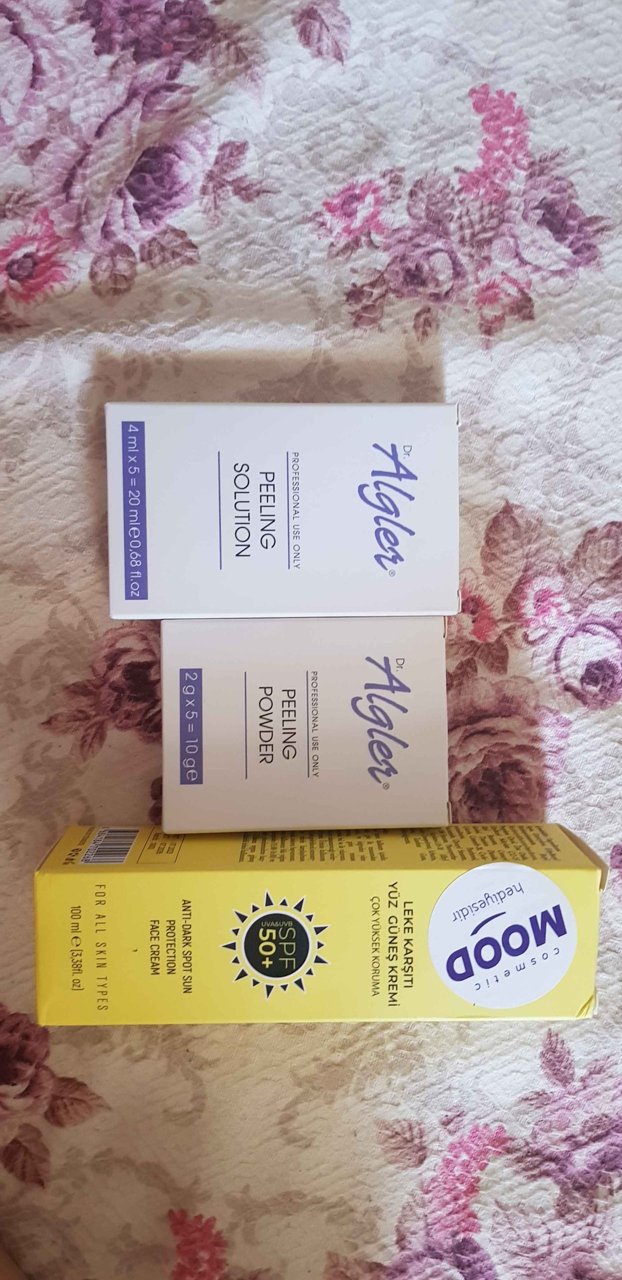 Dr.
Algler®
PROFESSIONAL USE ONLY
PEELING
SOLUTION
4 ml x 5 = 20 ml e 0,68 fl.oz
Dr.
Algler®
PROFESSIONAL USE ONLY
PEELING
POWDER
2 g x 5 = 10 g e
cosmetic
MOOD
hediyesidir
LEKE KARŞITI
YÜZ GÜNEŞ KREMİ
ÇOK YÜKSEK KORUMA
SPF
50+
UVA&UVB
ANTI-DARK SPOT SUN
PROTECTION
FACE CREAM
FOR ALL SKIN TYPES
100 ml e (3,38fl.oz)